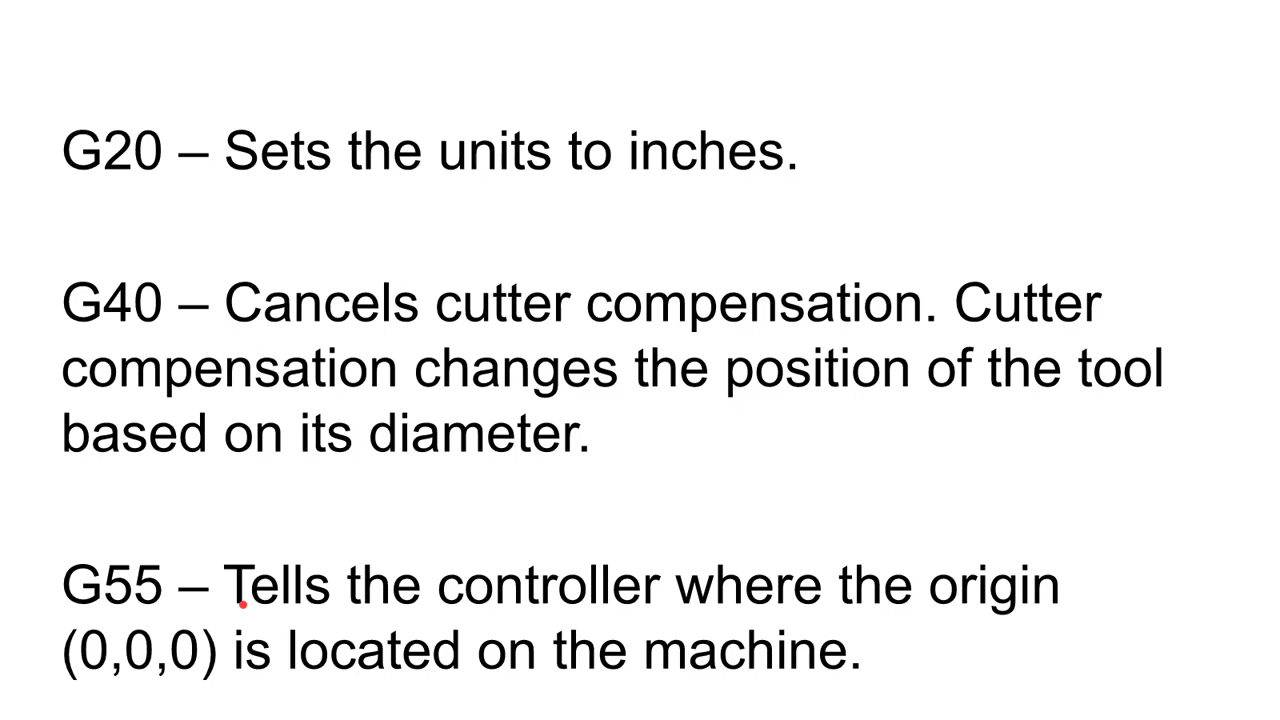 G20 – Sets the units to inches.
G40 – Cancels cutter compensation. Cutter
compensation changes the position of the tool
based on its diameter.
G55 – Tells the controller where the origin
(0,0,0) is located on the machine.